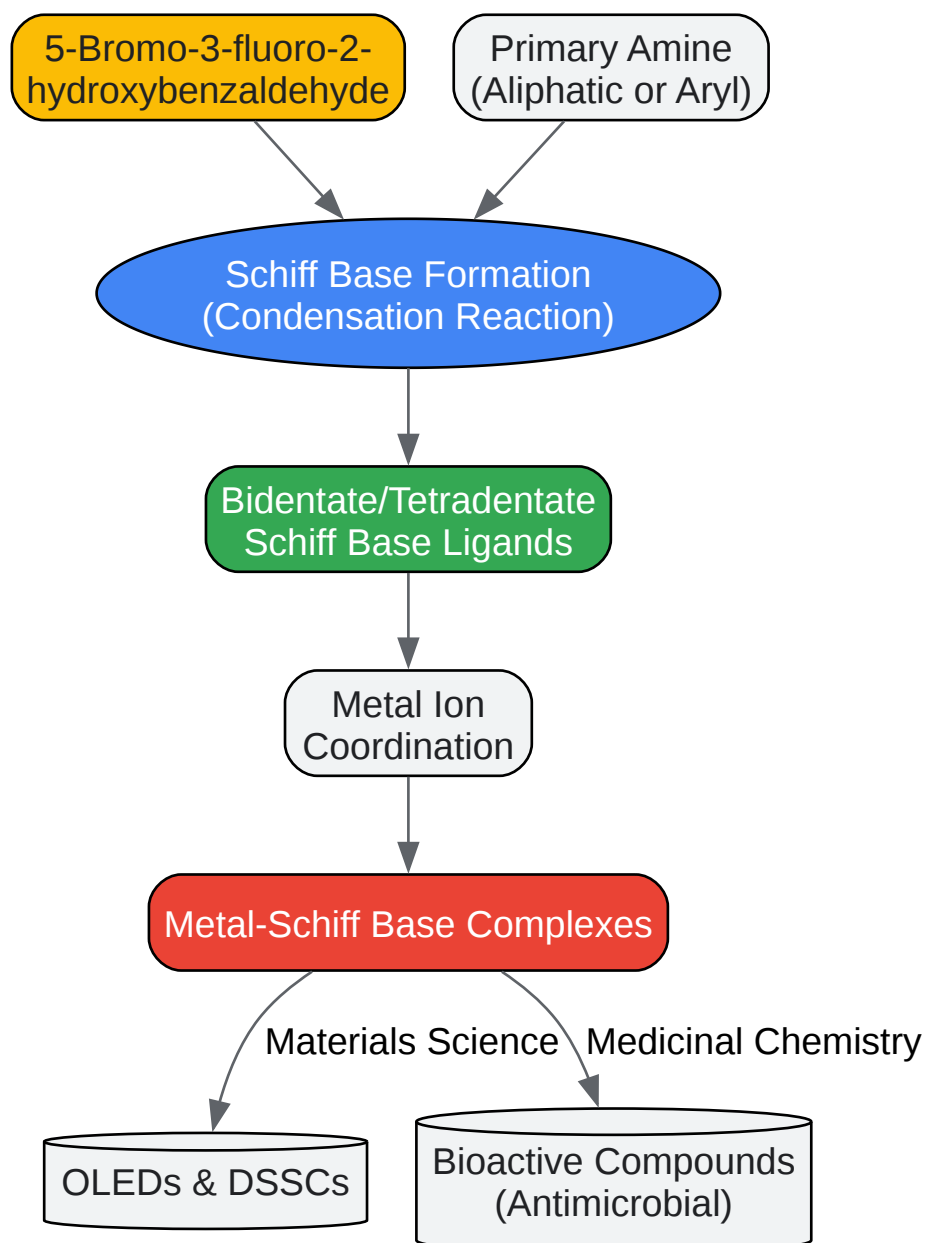 5-Bromo-3-fluoro-2-
hydroxybenzaldehyde
Primary Amine
(Aliphatic or Aryl)
Schiff Base Formation
(Condensation Reaction)
Bidentate/Tetradentate
Schiff Base Ligands
Metal Ion
Coordination
Metal-Schiff Base Complexes
Materials Science
Medicinal Chemistry
OLEDs & DSSCs
Bioactive Compounds
(Antimicrobial)